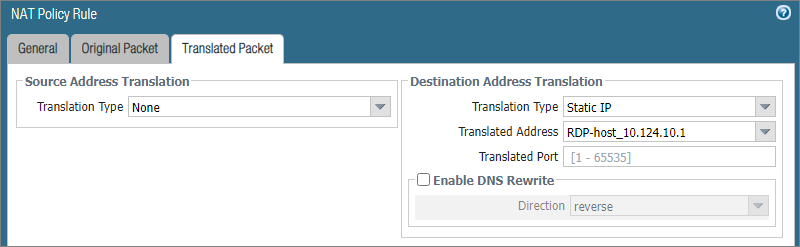 NAT Policy Rule
?
General
Original Packet
Translated Packet
Source Address Translation
Translation Type None
Destination Address Translation
Translation Type Static IP
Translated Address RDP-host_10.124.10.1
Translated Port [1 - 65535]
Enable DNS Rewrite
Direction reverse